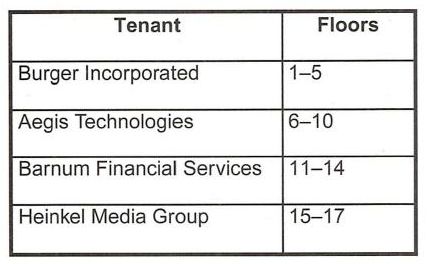 Tenant Floors
Burger Incorporated 1–5
Aegis Technologies 6–10
Barnum Financial Services 11–14
Heinkel Media Group 15–17